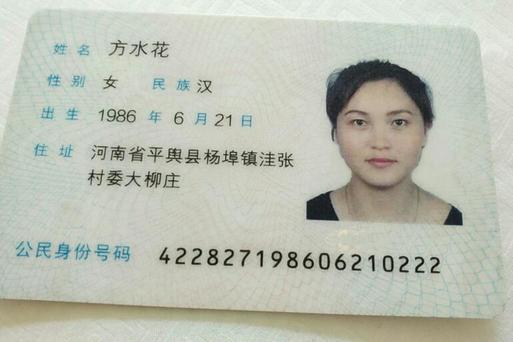 姓名 方水花
性别 女 民族 汉
出生 1986 年 6 月 21 日
住址 河南省平舆县杨埠镇洼张
村委大柳庄
公民身份号码 422827198606210222